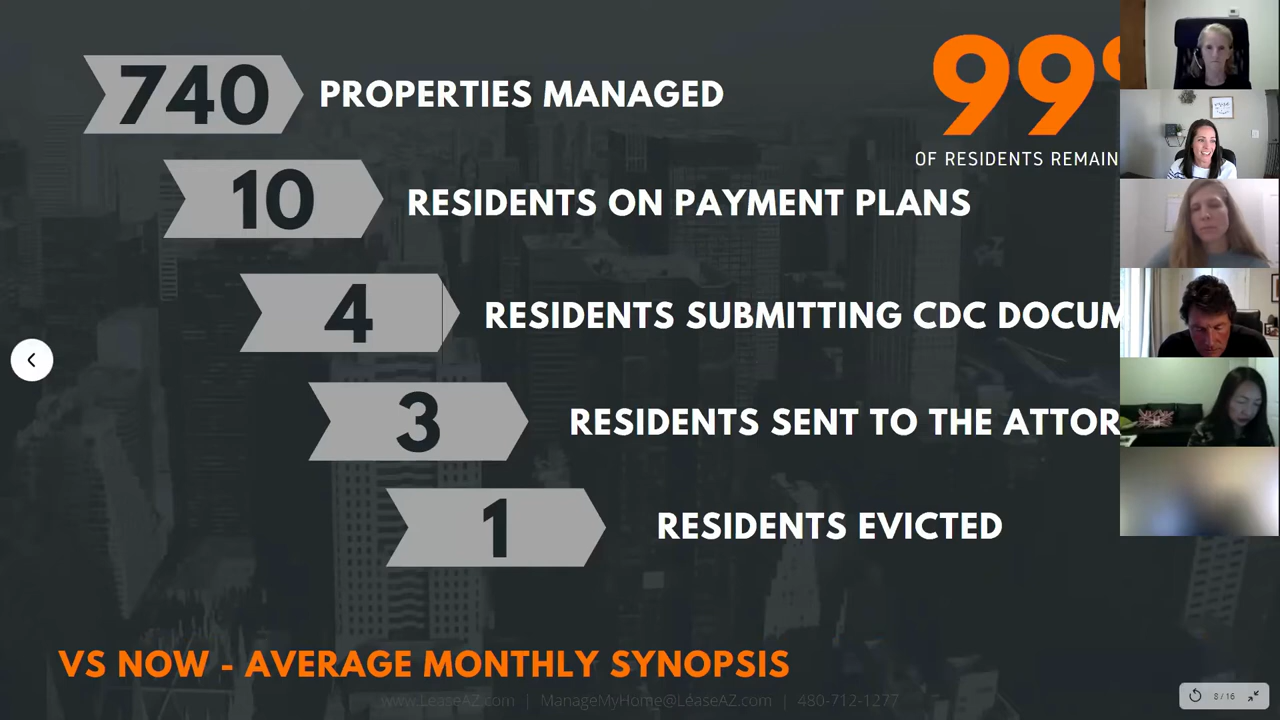 740 PROPERTIES MANAGED
99
OF RESIDENTS REMAIN
10 RESIDENTS ON PAYMENT PLANS
4 RESIDENTS SUBMITTING CDC DOCUM
3 RESIDENTS SENT TO THE ATTOR
1 RESIDENTS EVICTED
VS NOW - AVERAGE MONTHLY SYNOPSIS
www.LeaseAZ.com | ManageMyHome@LeaseAZ.com | 480-712-1277
8 / 16